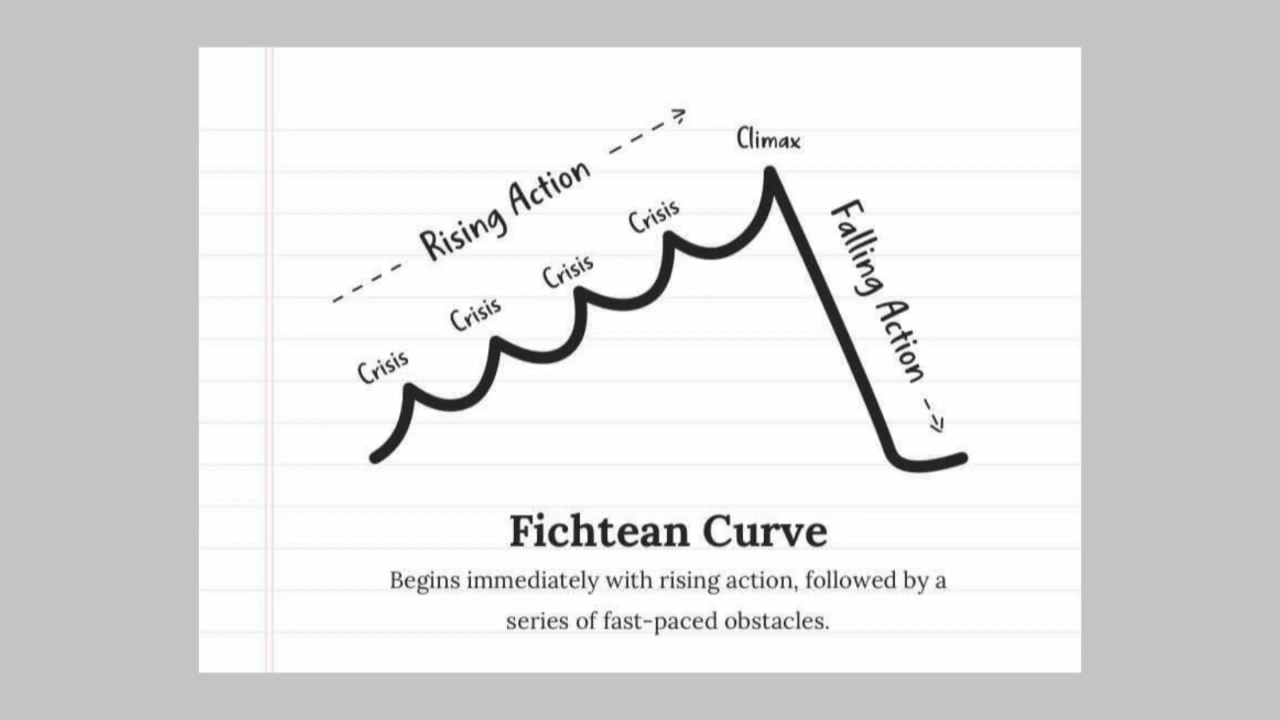 Climax
Rising Action
Crisis
Crisis
Crisis
Crisis
Falling Action
Fichtean Curve
Begins immediately with rising action, followed by a
series of fast-paced obstacles.